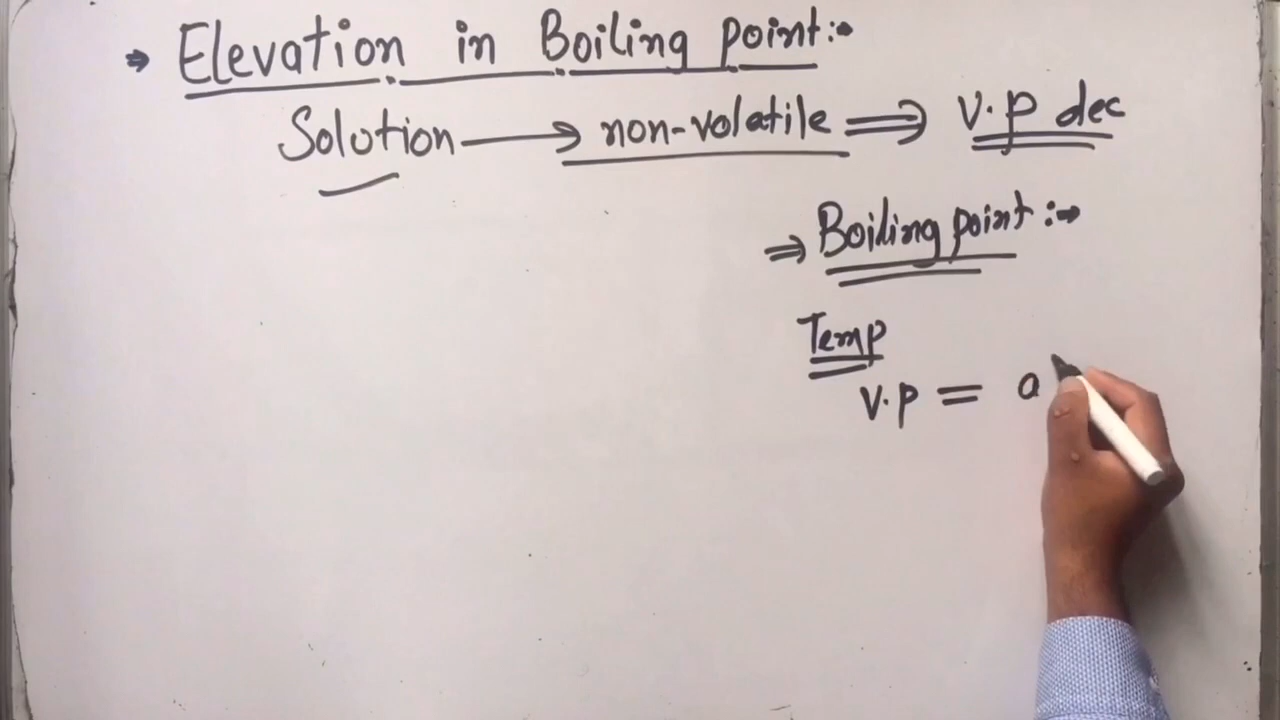 ⇒ Elevation in Boiling point:→
Solution → non-volatile ⇒ v.p dec
⇒ Boiling point:→
Temp
v.p = a